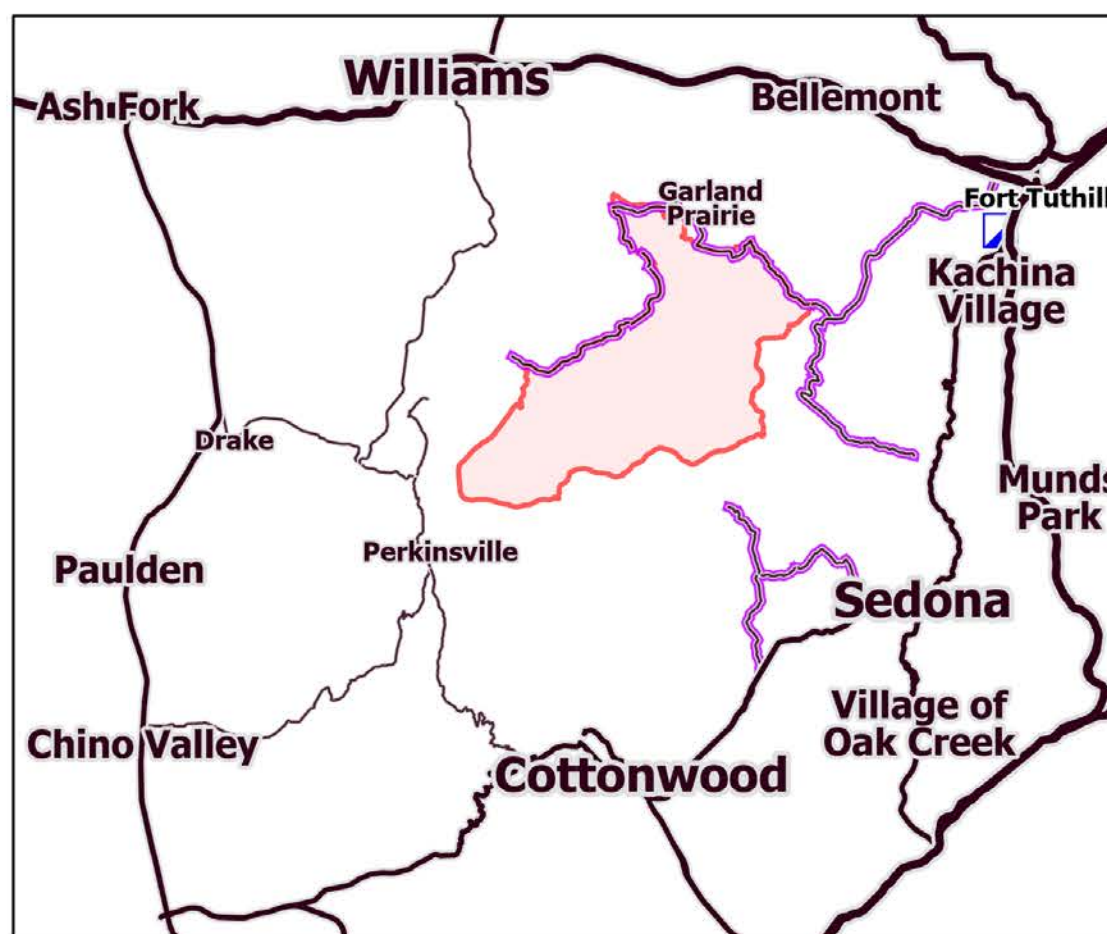 Williams
Ash Fork
Bellemont
Garland
Prairie
Fort Tuthill
Kachina
Village
Drake
Munds
Park
Perkinsville
Paulden
Sedona
Village of
Oak Creek
Chino Valley
Cottonwood